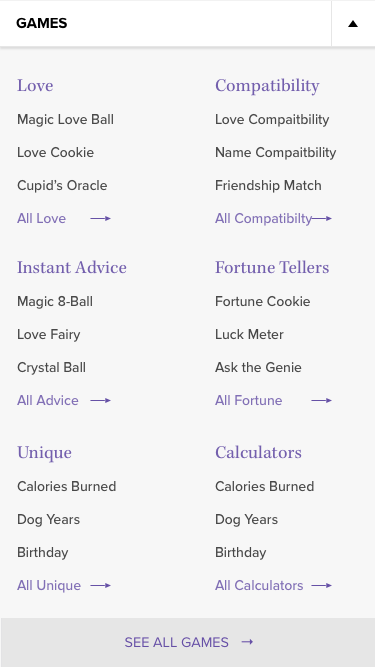 GAMES
Love
Magic Love Ball
Love Cookie
Cupid's Oracle
All Love
Compatibility
Love Compaitbility
Name Compaitbility
Friendship Match
All Compatibilty
Instant Advice
Magic 8-Ball
Love Fairy
Crystal Ball
All Advice
Fortune Tellers
Fortune Cookie
Luck Meter
Ask the Genie
All Fortune
Unique
Calories Burned
Dog Years
Birthday
All Unique
Calculators
Calories Burned
Dog Years
Birthday
All Calculators
SEE ALL GAMES